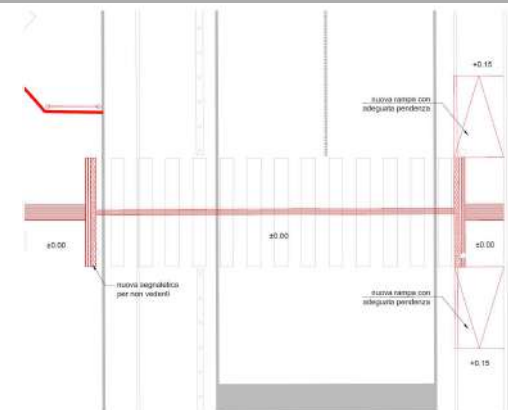 +0.15
nuova rampa con
adeguata pendenza
±0.00
±0.00
±0.00
nuova segnaletica
per non vedenti
nuova rampa con
adeguata pendenza
+0.15